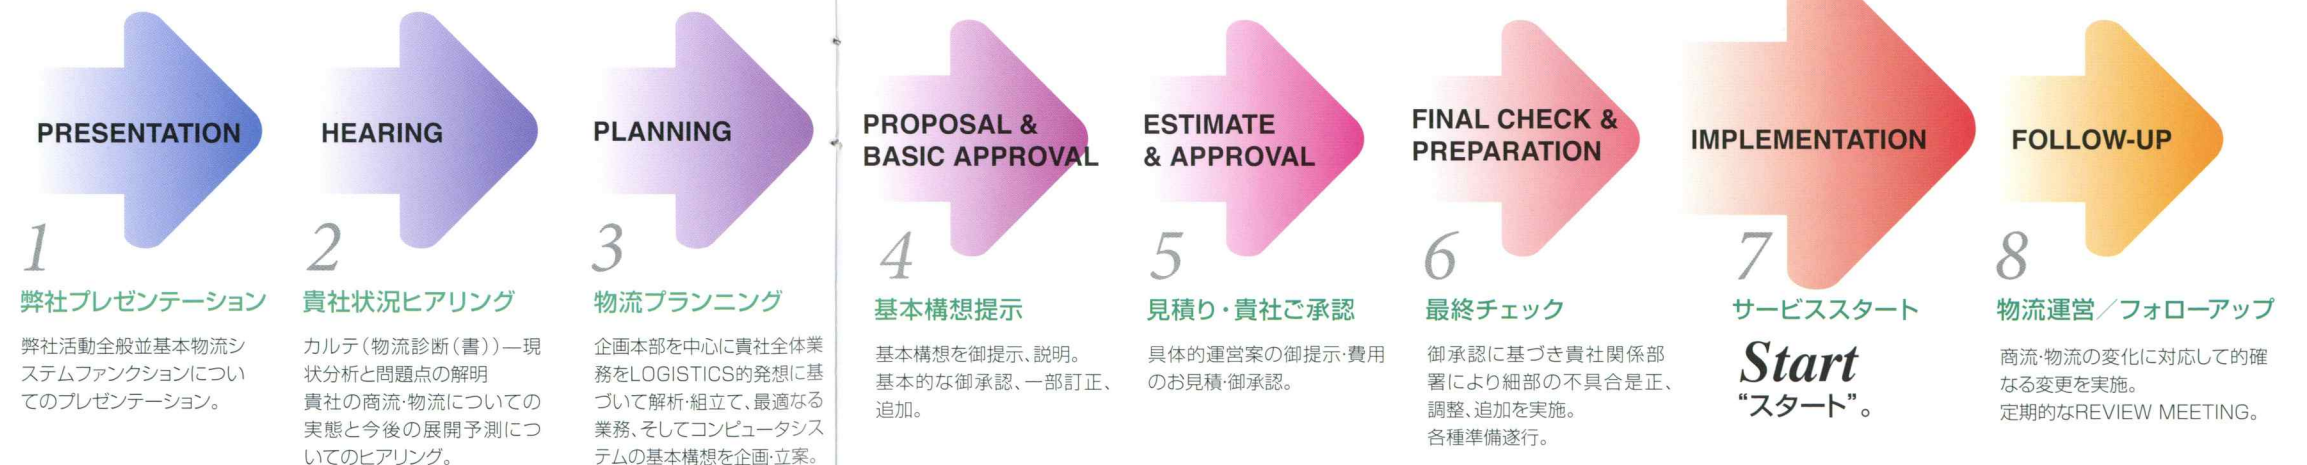 PRESENTATION
1
弊社プレゼンテーション
弊社活動全般並基本物流シ
ステムファンクションについ
てのプレゼンテーション。
HEARING
2
貴社状況ヒアリング
カルテ(物流診断(書))―現
状分析と問題点の解明
貴社の商流・物流についての
実態と今後の展開予測につ
いてのヒアリング。
PLANNING
3
物流プランニング
企画本部を中心に貴社全体業
務をLOGISTICS的発想に基
づいて解析・組立て、最適なる
業務、そしてコンピュータシス
テムの基本構想を企画・立案。
PROPOSAL &
BASIC APPROVAL
4
基本構想提示
基本構想を御提示、説明。
基本的な御承認、一部訂正、
追加。
ESTIMATE
& APPROVAL
5
見積り・貴社ご承認
具体的運営案の御提示・費用
のお見積・御承認。
FINAL CHECK &
PREPARATION
6
最終チェック
御承認に基づき貴社関係部
署により細部の不具合是正、
調整、追加を実施。
各種準備遂行。
IMPLEMENTATION
7
サービススタート
Start
“スタート”。
FOLLOW-UP
8
物流運営／フォローアップ
商流・物流の変化に対応して的確
なる変更を実施。
定期的なREVIEW MEETING。